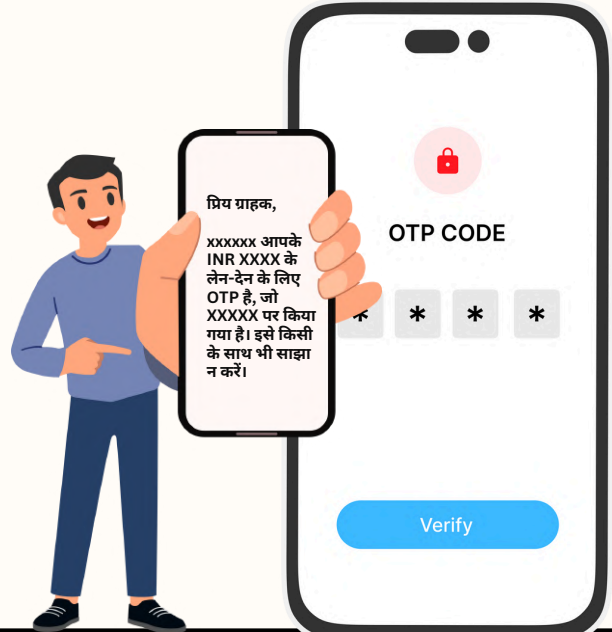 प्रिय ग्राहक,
xxxxxx आपके
INR XXXX के
लेन-देन के लिए
OTP है, जो
XXXXX पर किया
गया है। इसे किसी
के साथ भी साझा
न करें।
OTP CODE
* * * *
Verify